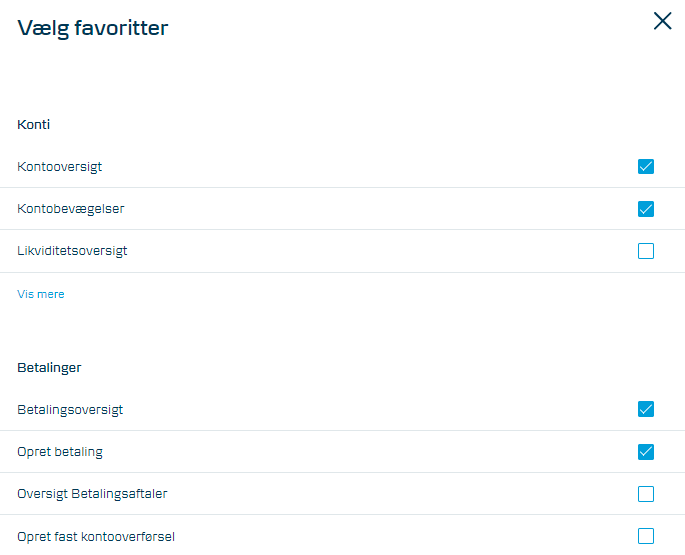 Vælg favoritter
Konti
Kontooversigt
Kontobevægelser
Likviditetsoversigt
Vis mere
Betalinger
Betalingsoversigt
Opret betaling
Oversigt Betalingsaftaler
Opret fast kontooverførsel